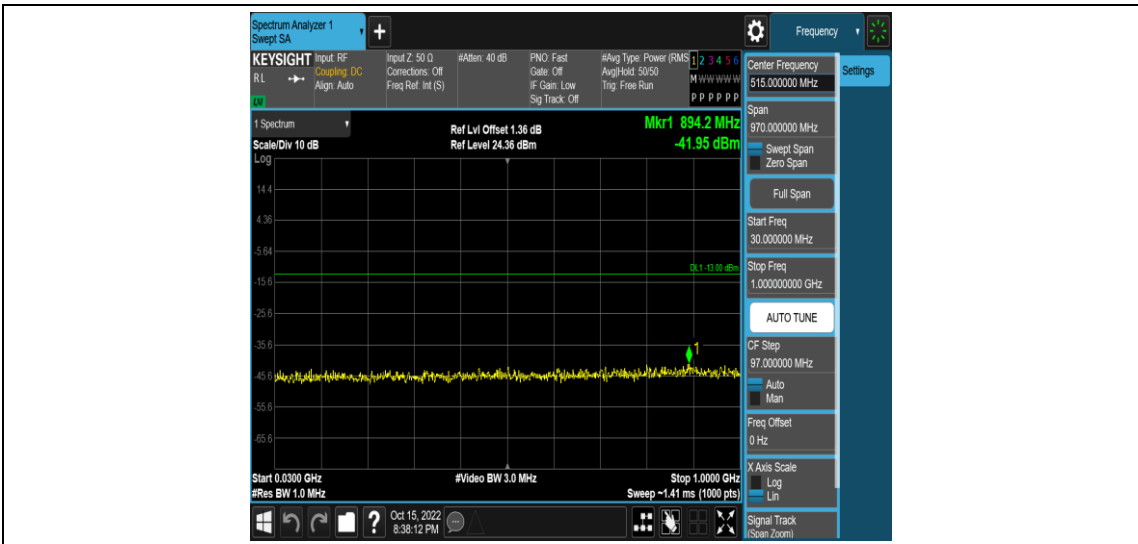 Spectrum Analyzer 1
Swept SA
+
Frequency
KEYSIGHT
RL
LXI
Input: RF
Coupling: DC
Align: Auto
Input Z: 50 Ω
Corrections: Off
Freq Ref: Int (S)
#Atten: 40 dB
PNO: Fast
Gate: Off
IF Gain: Low
Sig Track: Off
#Avg Type: Power (RMS
Avg|Hold: 50/50
Trig: Free Run
1 2 3 4 5 6
M W W W W W
P P P P P P
1 Spectrum
Scale/Div 10 dB
Log
Ref Lvl Offset 1.36 dB
Ref Level 24.36 dBm
Mkr1 894.2 MHz
-41.95 dBm
14.4
4.36
-5.64
DL1 -13.00 dBm
-15.6
-25.6
-35.6
1
-45.6
-55.6
-65.6
Start 0.0300 GHz
#Res BW 1.0 MHz
#Video BW 3.0 MHz
Stop 1.0000 GHz
Sweep ~1.41 ms (1000 pts)
Center Frequency
515.000000 MHz
Settings
Span
970.000000 MHz
Swept Span
Zero Span
Full Span
Start Freq
30.000000 MHz
Stop Freq
1.000000000 GHz
AUTO TUNE
CF Step
97.000000 MHz
Auto
Man
Freq Offset
0 Hz
X Axis Scale
Log
Lin
Signal Track
(Span Zoom)
?
Oct 15, 2022
8:38:12 PM